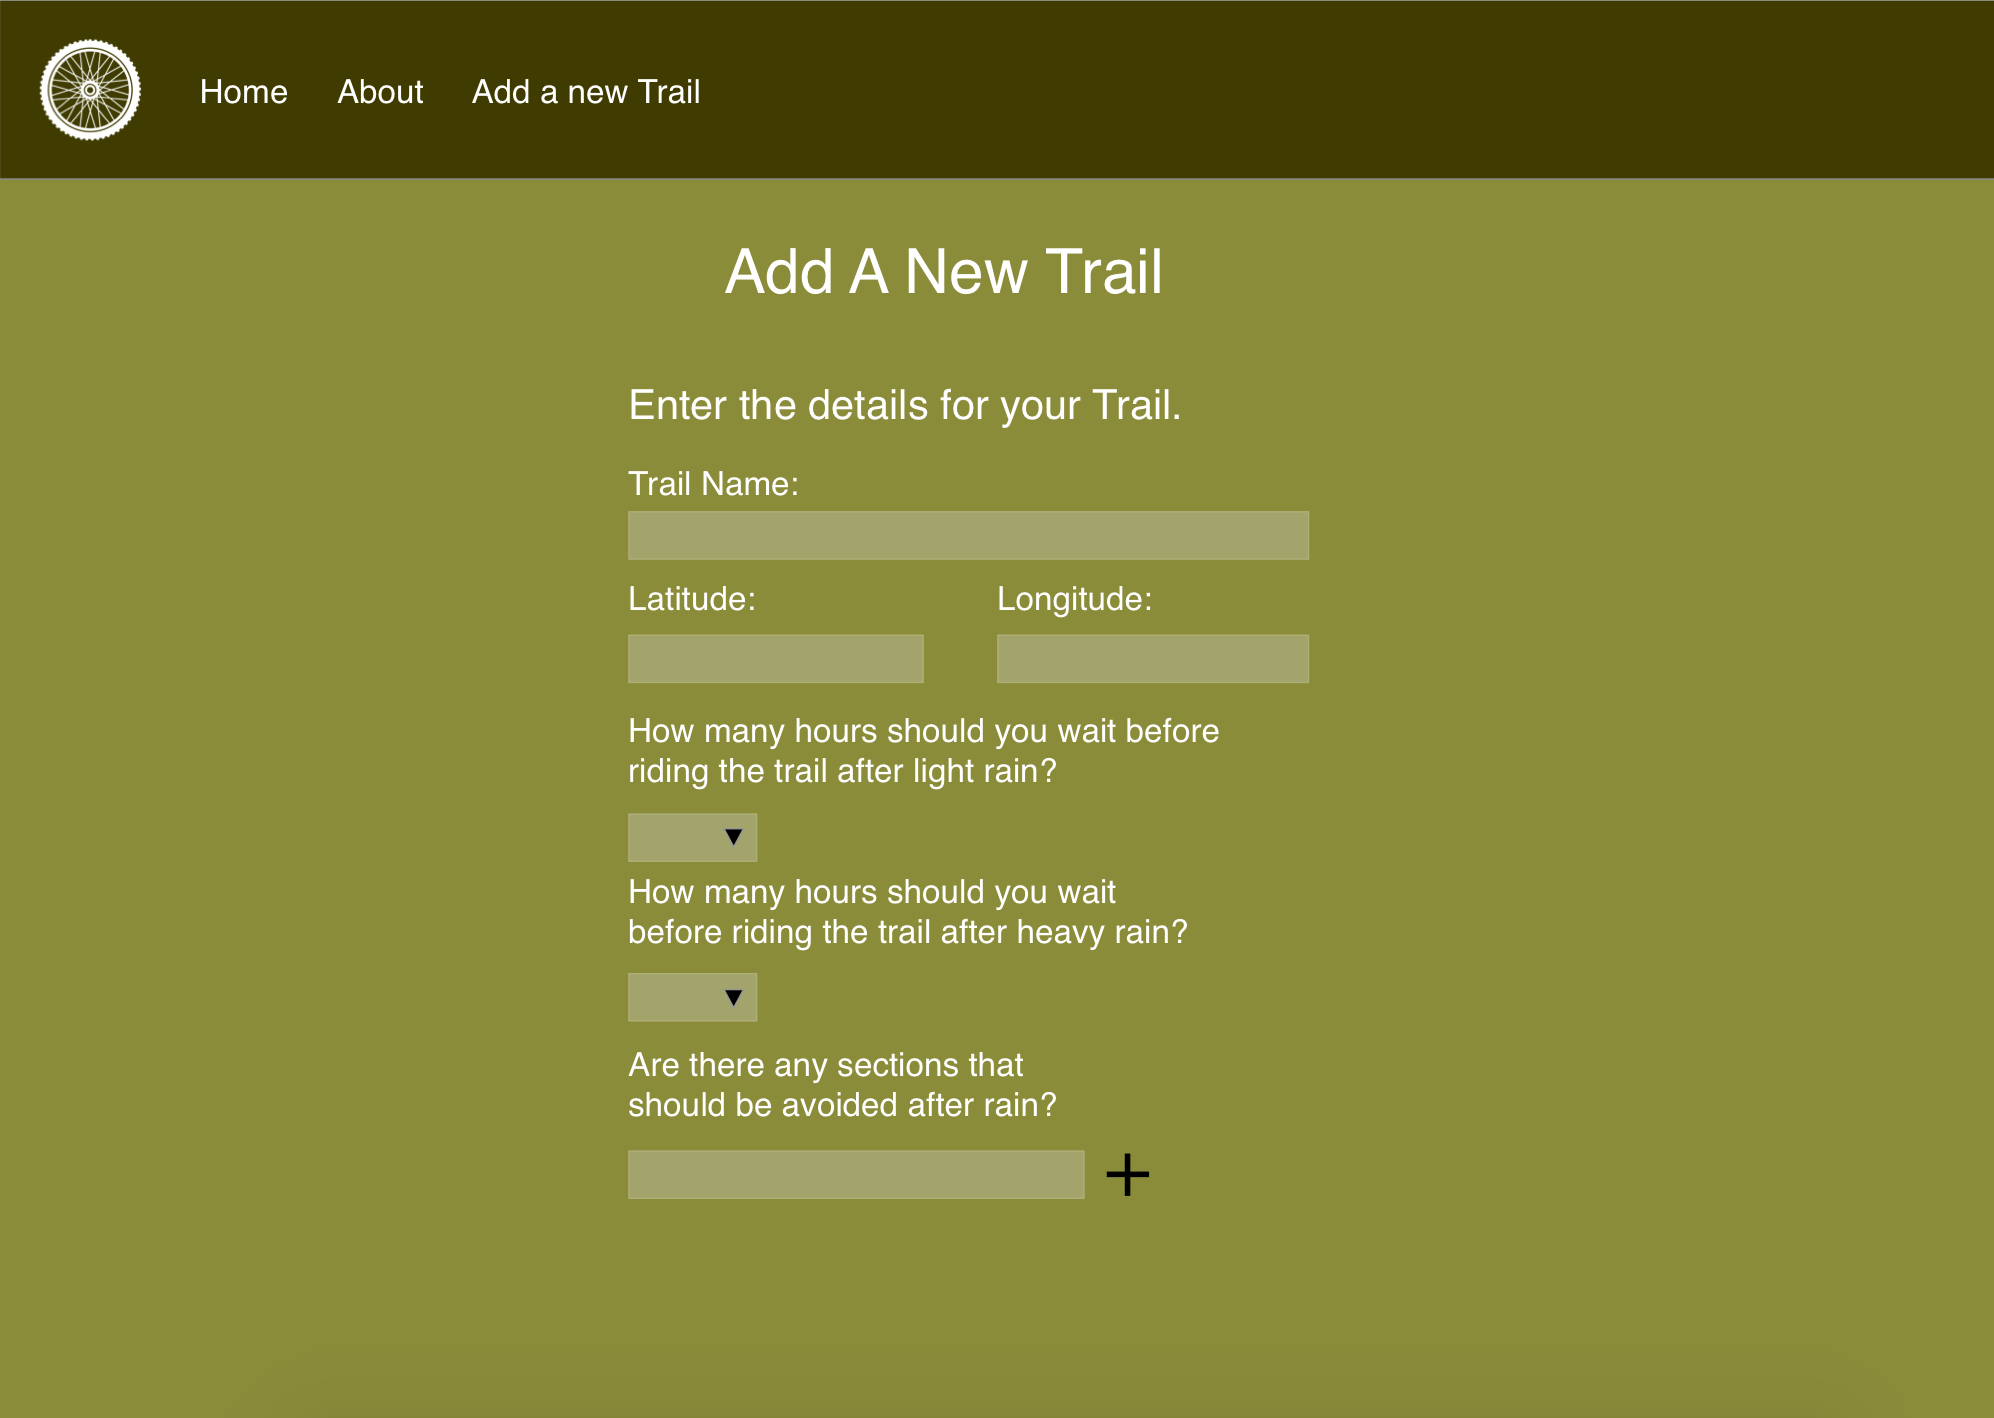 Home About Add a new Trail
Add A New Trail
Enter the details for your Trail.
Trail Name:
Latitude: Longitude:
How many hours should you wait before
riding the trail after light rain?
How many hours should you wait
before riding the trail after heavy rain?
Are there any sections that
should be avoided after rain?